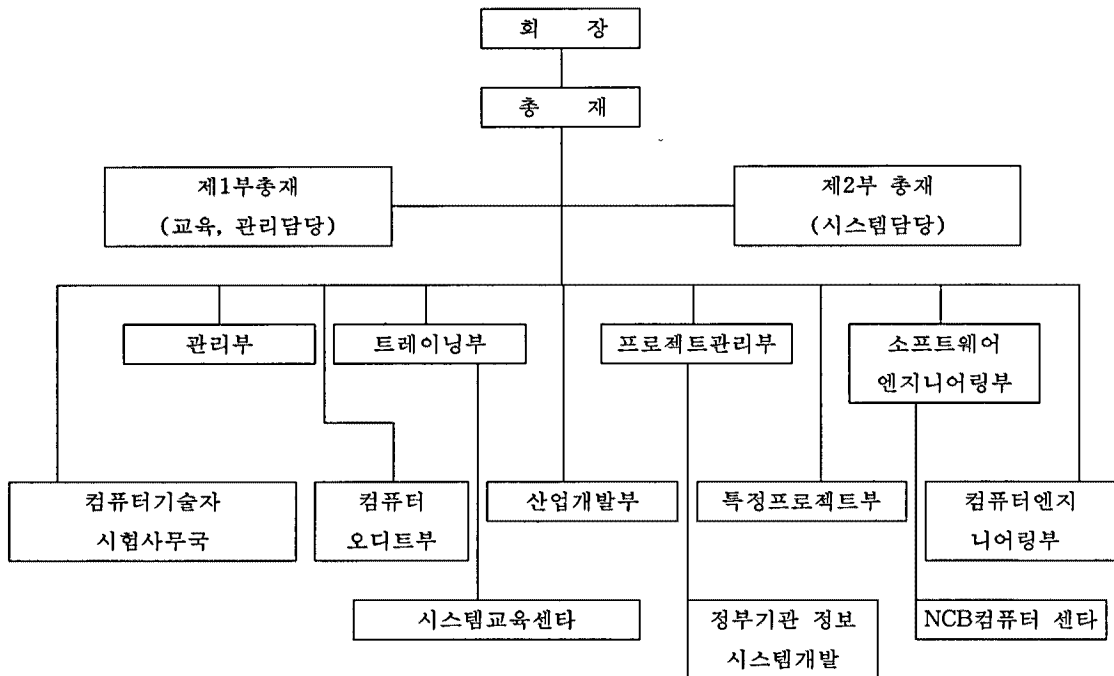 회 장
총 재
제1부총재
(교육, 관리담당)
제2부 총재
(시스템담당)
관리부
트레이닝부
프로젝트관리부
소프트웨어
엔지니어링부
컴퓨터기술자
시험사무국
컴퓨터
오디트부
산업개발부
특정프로젝트부
컴퓨터엔지
니어링부
시스템교육센타
정부기관 정보
시스템개발
NCB컴퓨터 센타